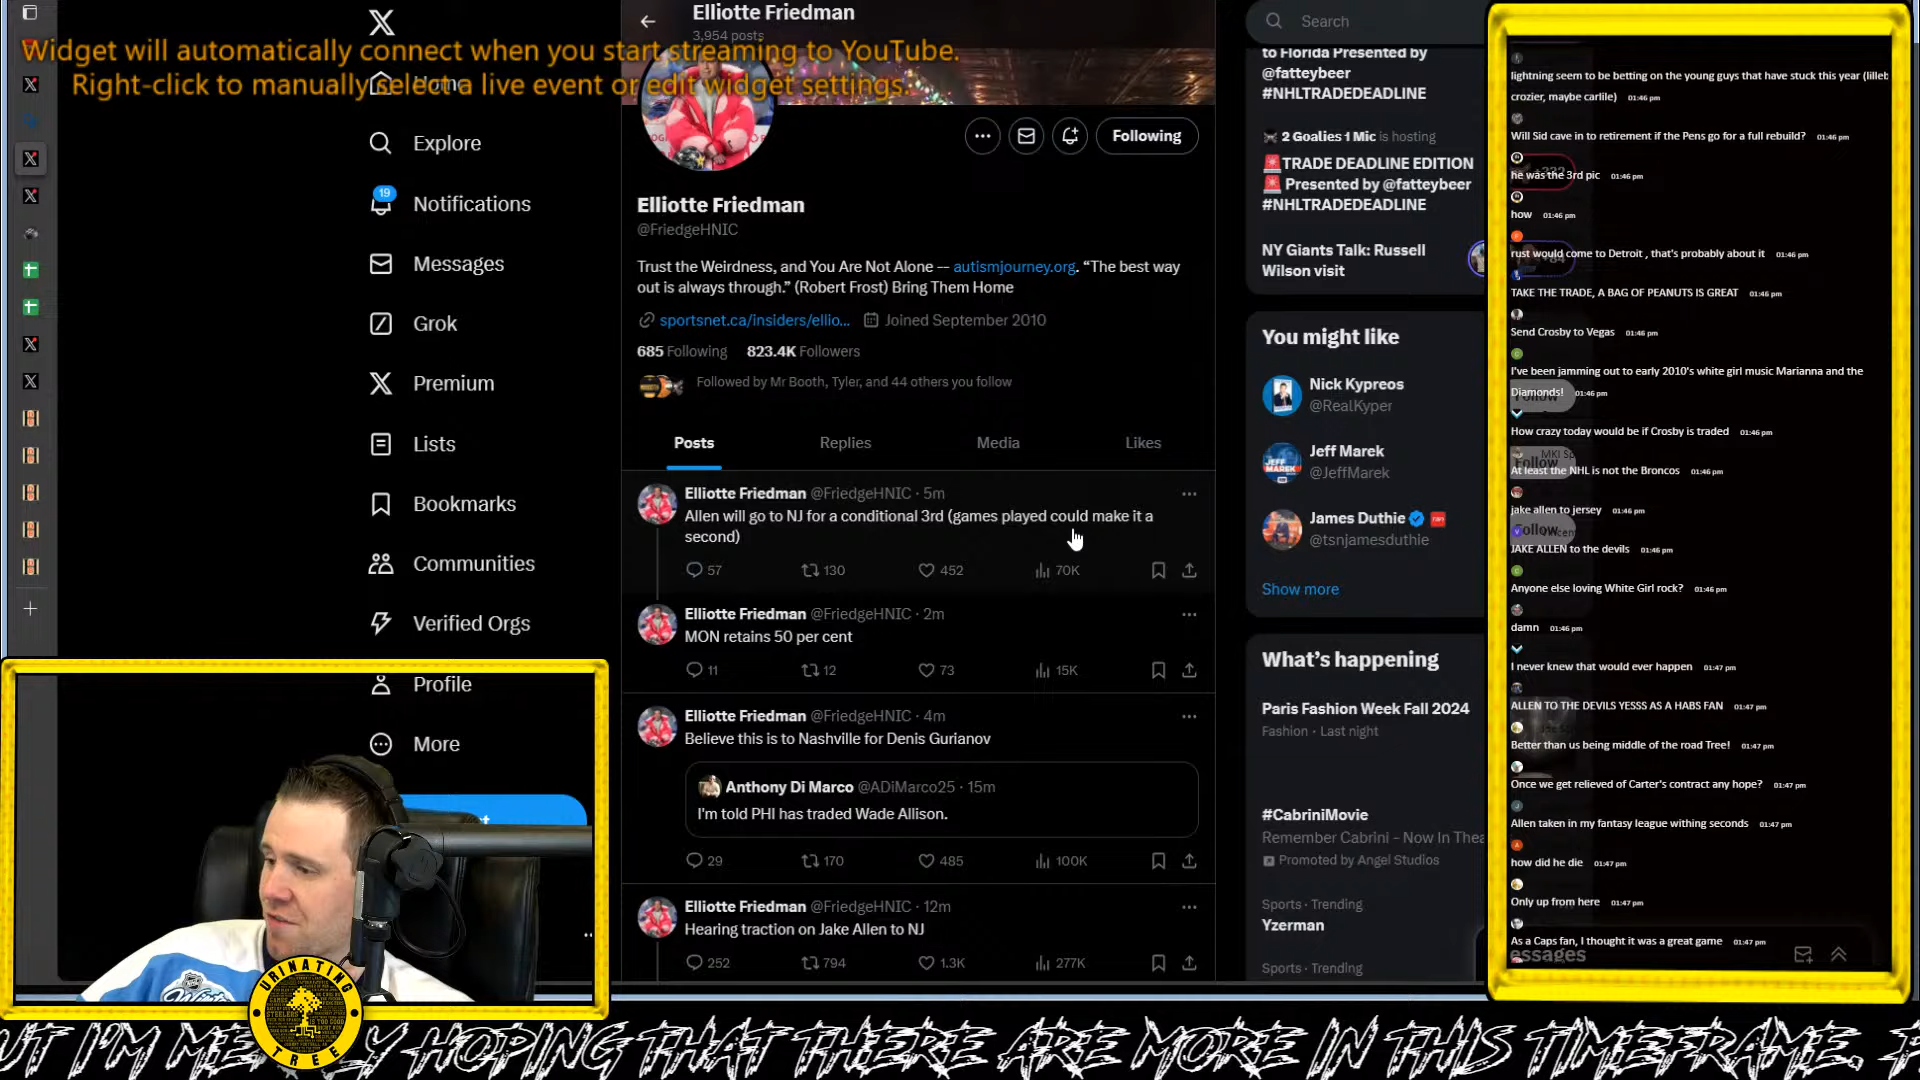 Widget will automatically connect when you start streaming to YouTube.
Right-click to manually select a live event or edit widget settings.
Home
Explore
19
Notifications
Messages
Grok
Premium
Lists
Bookmarks
Communities
Verified Orgs
Profile
More
Elliotte Friedman
3,954 posts
Following
Elliotte Friedman
@FriedgeHNIC
Trust the Weirdness, and You Are Not Alone -- autismjourney.org. “The best way
out is always through.” (Robert Frost) Bring Them Home
sportsnet.ca/insiders/ellio... Joined September 2010
685 Following 823.4K Followers
Followed by Mr Booth, Tyler, and 44 others you follow
Posts Replies Media Likes
Elliotte Friedman @FriedgeHNIC · 5m
Allen will go to NJ for a conditional 3rd (games played could make it a
second)
57 130 452 70K
Elliotte Friedman @FriedgeHNIC · 2m
MON retains 50 per cent
11 12 73 15K
Elliotte Friedman @FriedgeHNIC · 4m
Believe this is to Nashville for Denis Gurianov
Anthony Di Marco @ADiMarco25 · 15m
I'm told PHI has traded Wade Allison.
29 170 485 100K
Elliotte Friedman @FriedgeHNIC · 12m
Hearing traction on Jake Allen to NJ
252 794 1.3K 277K
Search
to Florida Presented by
@fatteybeer
#NHLTRADEDEADLINE
2 Goalies 1 Mic is hosting
🚨TRADE DEADLINE EDITION
🚨 Presented by @fatteybeer
#NHLTRADEDEADLINE
NY Giants Talk: Russell
Wilson visit
You might like
Nick Kypreos
@RealKyper
Jeff Marek
@JeffMarek
James Duthie
@tsnjamesduthie
Show more
What’s happening
Paris Fashion Week Fall 2024
Fashion · Last night
#CabriniMovie
Remember Cabrini - Now In Thea
Promoted by Angel Studios
Sports · Trending
Yzerman
Sports · Trending
lightning seem to be betting on the young guys that have stuck this year (lilleb
crozier, maybe carlile) 01:46 pm
Will Sid cave in to retirement if the Pens go for a full rebuild? 01:46 pm
he was the 3rd pic 01:46 pm
how 01:46 pm
rust would come to Detroit , that's probably about it 01:46 pm
TAKE THE TRADE, A BAG OF PEANUTS IS GREAT 01:46 pm
Send Crosby to Vegas 01:46 pm
I've been jamming out to early 2010's white girl music Marianna and the
Diamonds! 01:46 pm
Follow
How crazy today would be if Crosby is traded 01:46 pm
Follow
At least the NHL is not the Broncos 01:46 pm
jake allen to jersey 01:46 pm
Follow
JAKE ALLEN to the devils 01:46 pm
Anyone else loving White Girl rock? 01:46 pm
damn 01:46 pm
I never knew that would ever happen 01:47 pm
ALLEN TO THE DEVILS YESSS AS A HABS FAN 01:47 pm
Better than us being middle of the road Tree! 01:47 pm
Once we get relieved of Carter's contract any hope? 01:47 pm
Allen taken in my fantasy league withing seconds 01:47 pm
how did he die 01:47 pm
Only up from here 01:47 pm
As a Caps fan, I thought it was a great game 01:47 pm
essages
URINATING
TREE
HOPING THAT THERE ARE MORE IN THIS TIMEFRAME.